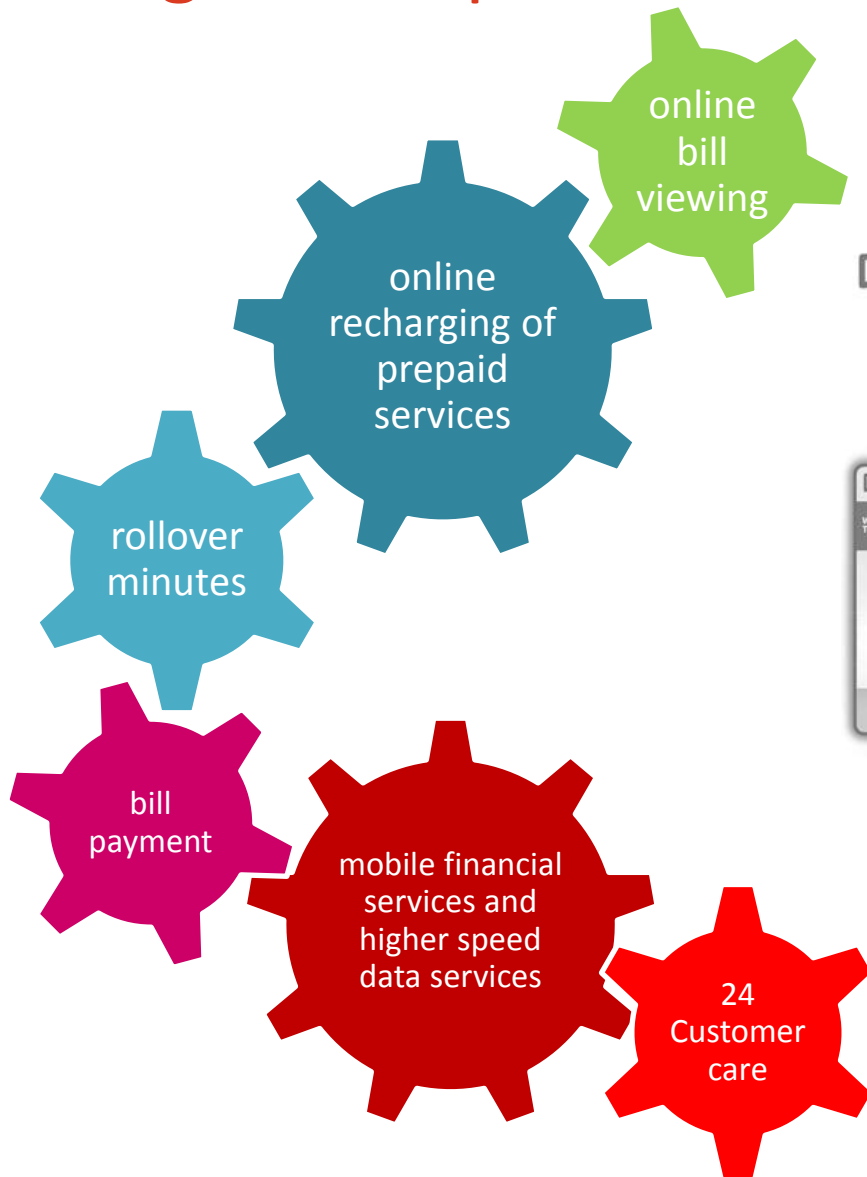 online
bill
viewing
online
recharging of
prepaid
services
rollover
minutes
bill
payment
mobile financial
services and
higher speed
data services
24
Customer
care